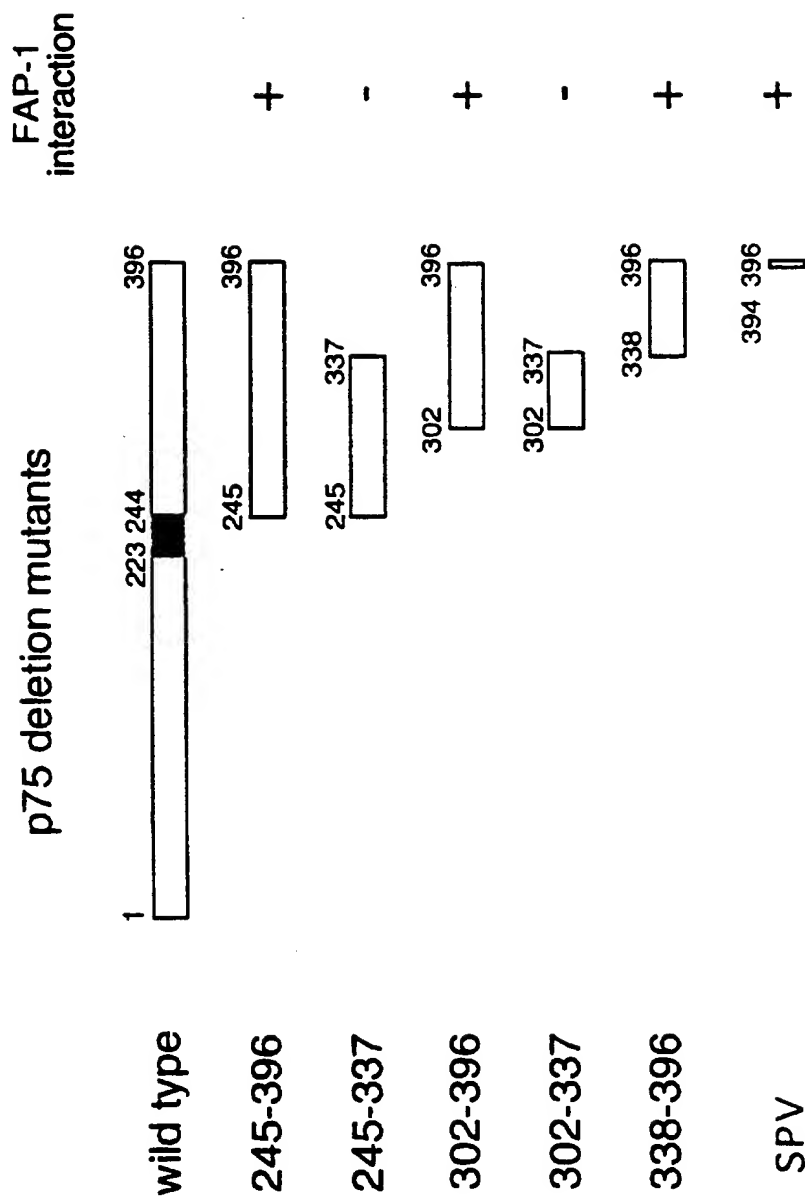 p75 deletion mutants
FAP-1
interaction
wild type 1 223 244 396
245-396 245 396 +
245-337 245 337 -
302-396 302 396 +
302-337 302 337 -
338-396 338 396 +
SPV 394 396 +